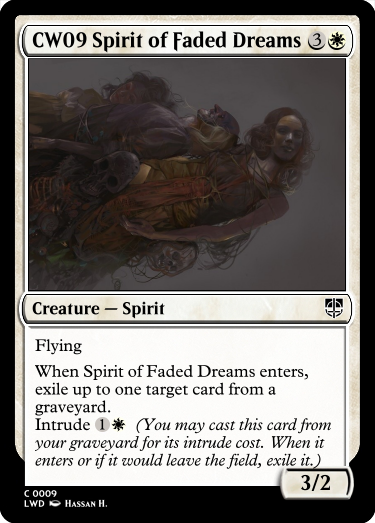 CW09 Spirit of Faded Dreams 3
Creature — Spirit
Flying
When Spirit of Faded Dreams enters,
exile up to one target card from a
graveyard.
Intrude 1 (You may cast this card from
your graveyard for its intrude cost. When it
enters or if it would leave the field, exile it.)
3/2
C 0009
LWD HASSAN H.